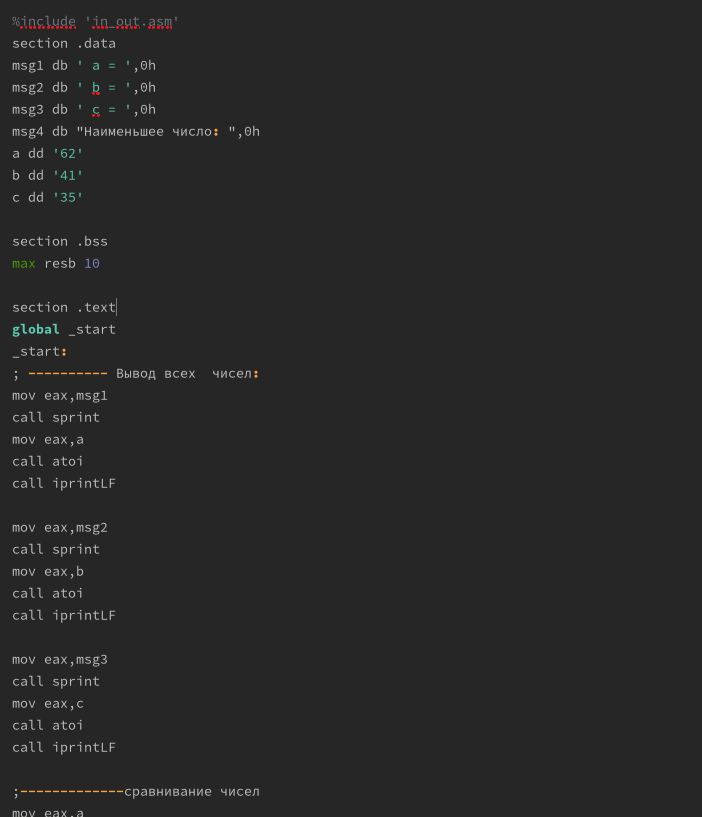 %include 'in_out.asm'
section .data
msg1 db ' a = ',0h
msg2 db ' b = ',0h
msg3 db ' c = ',0h
msg4 db "Наименьшее число: ",0h
a dd '62'
b dd '41'
c dd '35'
section .bss
max resb 10
section .text
global _start
_start:
; ---------- Вывод всех  чисел:
mov eax,msg1
call sprint
mov eax,a
call atoi
call iprintLF
mov eax,msg2
call sprint
mov eax,b
call atoi
call iprintLF
mov eax,msg3
call sprint
mov eax,c
call atoi
call iprintLF
;-------------сравнивание чисел
mov eax,a